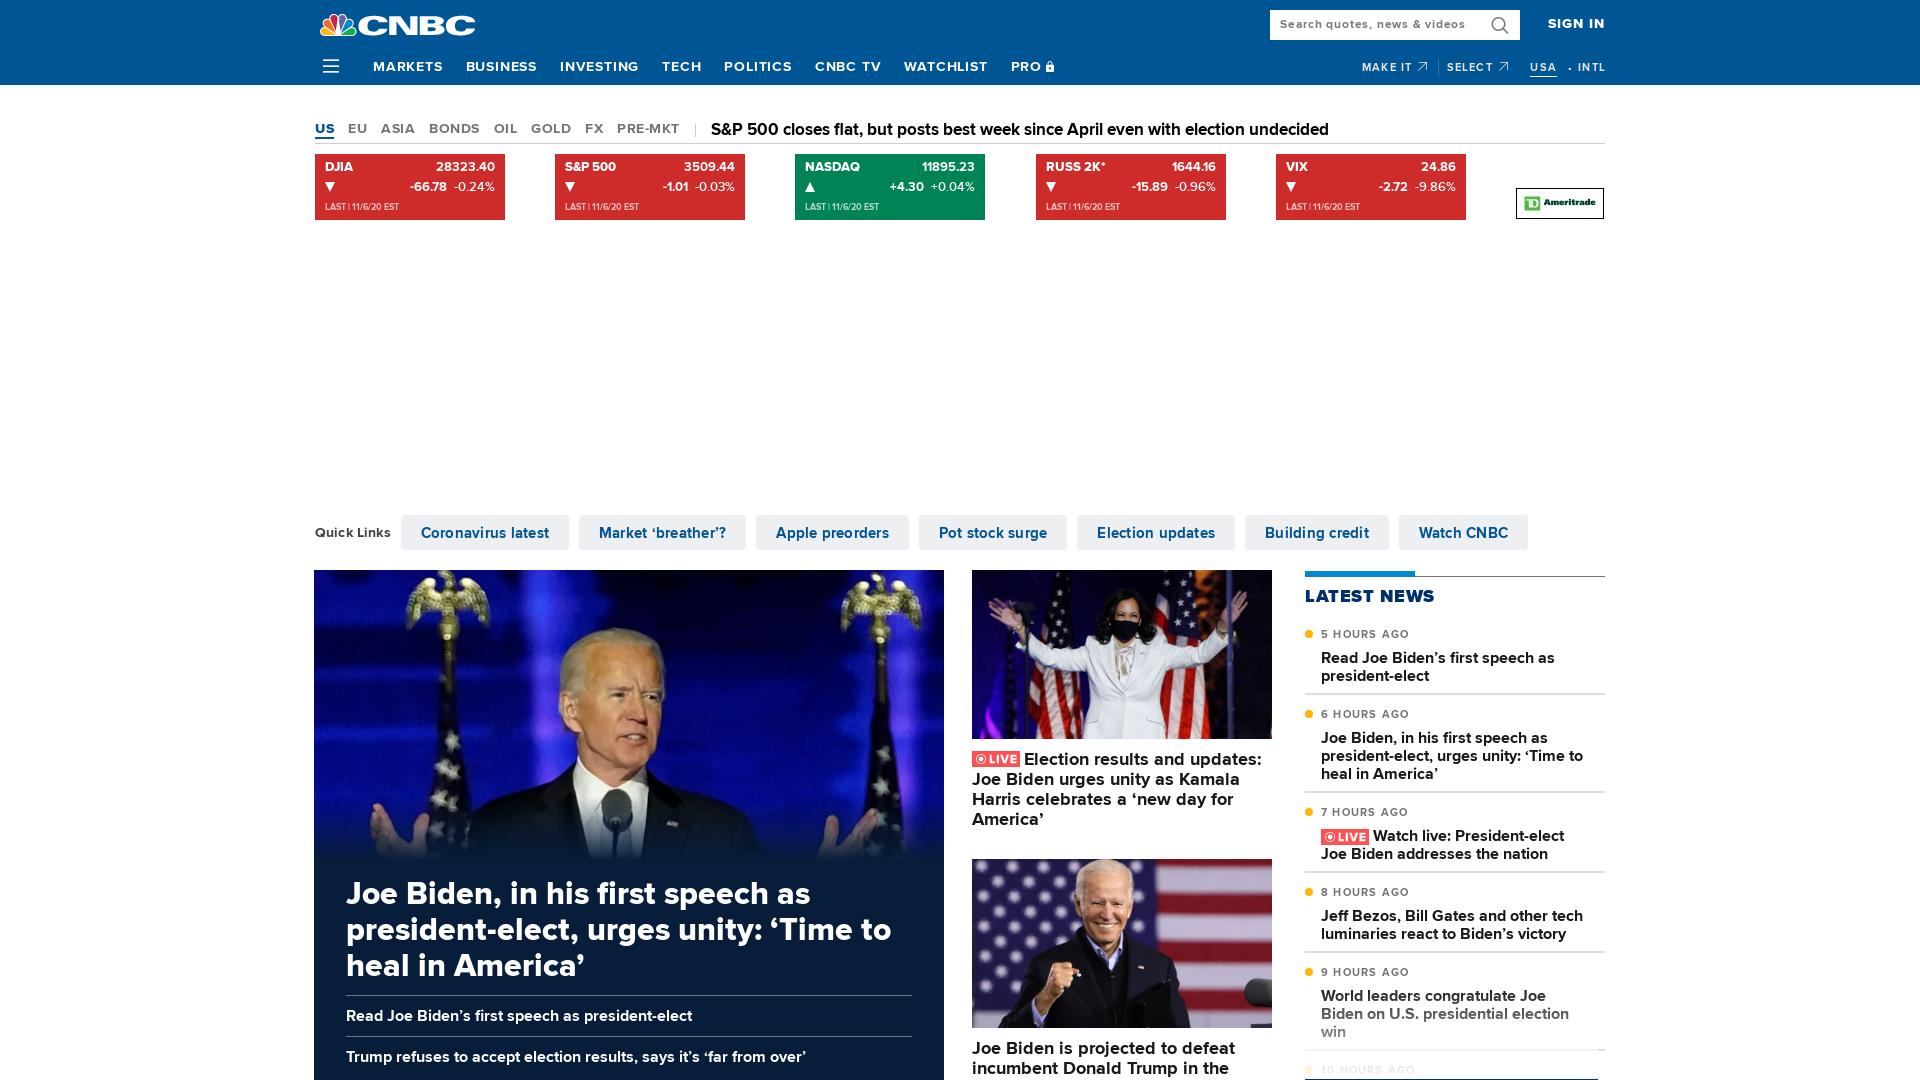 CNBC
Search quotes, news & videos
SIGN IN
MARKETS BUSINESS INVESTING TECH POLITICS CNBC TV WATCHLIST PRO
MAKE IT SELECT USA • INTL
US EU ASIA BONDS OIL GOLD FX PRE-MKT
S&P 500 closes flat, but posts best week since April even with election undecided
DJIA 28323.40
-66.78 -0.24%
LAST | 11/6/20 EST
S&P 500 3509.44
-1.01 -0.03%
LAST | 11/6/20 EST
NASDAQ 11895.23
+4.30 +0.04%
LAST | 11/6/20 EST
RUSS 2K* 1644.16
-15.89 -0.96%
LAST | 11/6/20 EST
VIX 24.86
-2.72 -9.86%
LAST | 11/6/20 EST
TD Ameritrade
Quick Links
Coronavirus latest
Market ‘breather’?
Apple preorders
Pot stock surge
Election updates
Building credit
Watch CNBC
Joe Biden, in his first speech as
president-elect, urges unity: ‘Time to
heal in America’
Read Joe Biden’s first speech as president-elect
Trump refuses to accept election results, says it’s ‘far from over’
LIVE Election results and updates:
Joe Biden urges unity as Kamala
Harris celebrates a ‘new day for
America’
Joe Biden is projected to defeat
incumbent Donald Trump in the
LATEST NEWS
5 HOURS AGO
Read Joe Biden’s first speech as
president-elect
6 HOURS AGO
Joe Biden, in his first speech as
president-elect, urges unity: ‘Time to
heal in America’
7 HOURS AGO
LIVE Watch live: President-elect
Joe Biden addresses the nation
8 HOURS AGO
Jeff Bezos, Bill Gates and other tech
luminaries react to Biden’s victory
9 HOURS AGO
World leaders congratulate Joe
Biden on U.S. presidential election
win
10 HOURS AGO